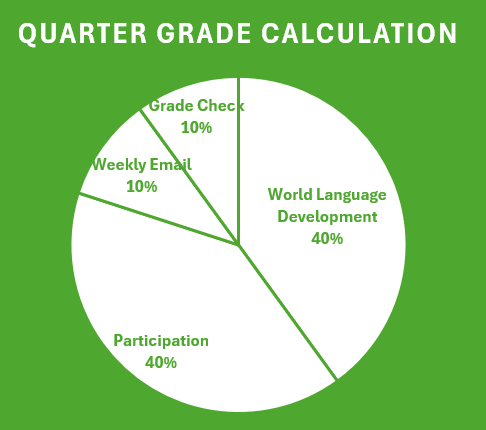 QUARTER GRADE CALCULATION
Grade Check
10%
Weekly Email
10%
World Language
Development
40%
Participation
40%